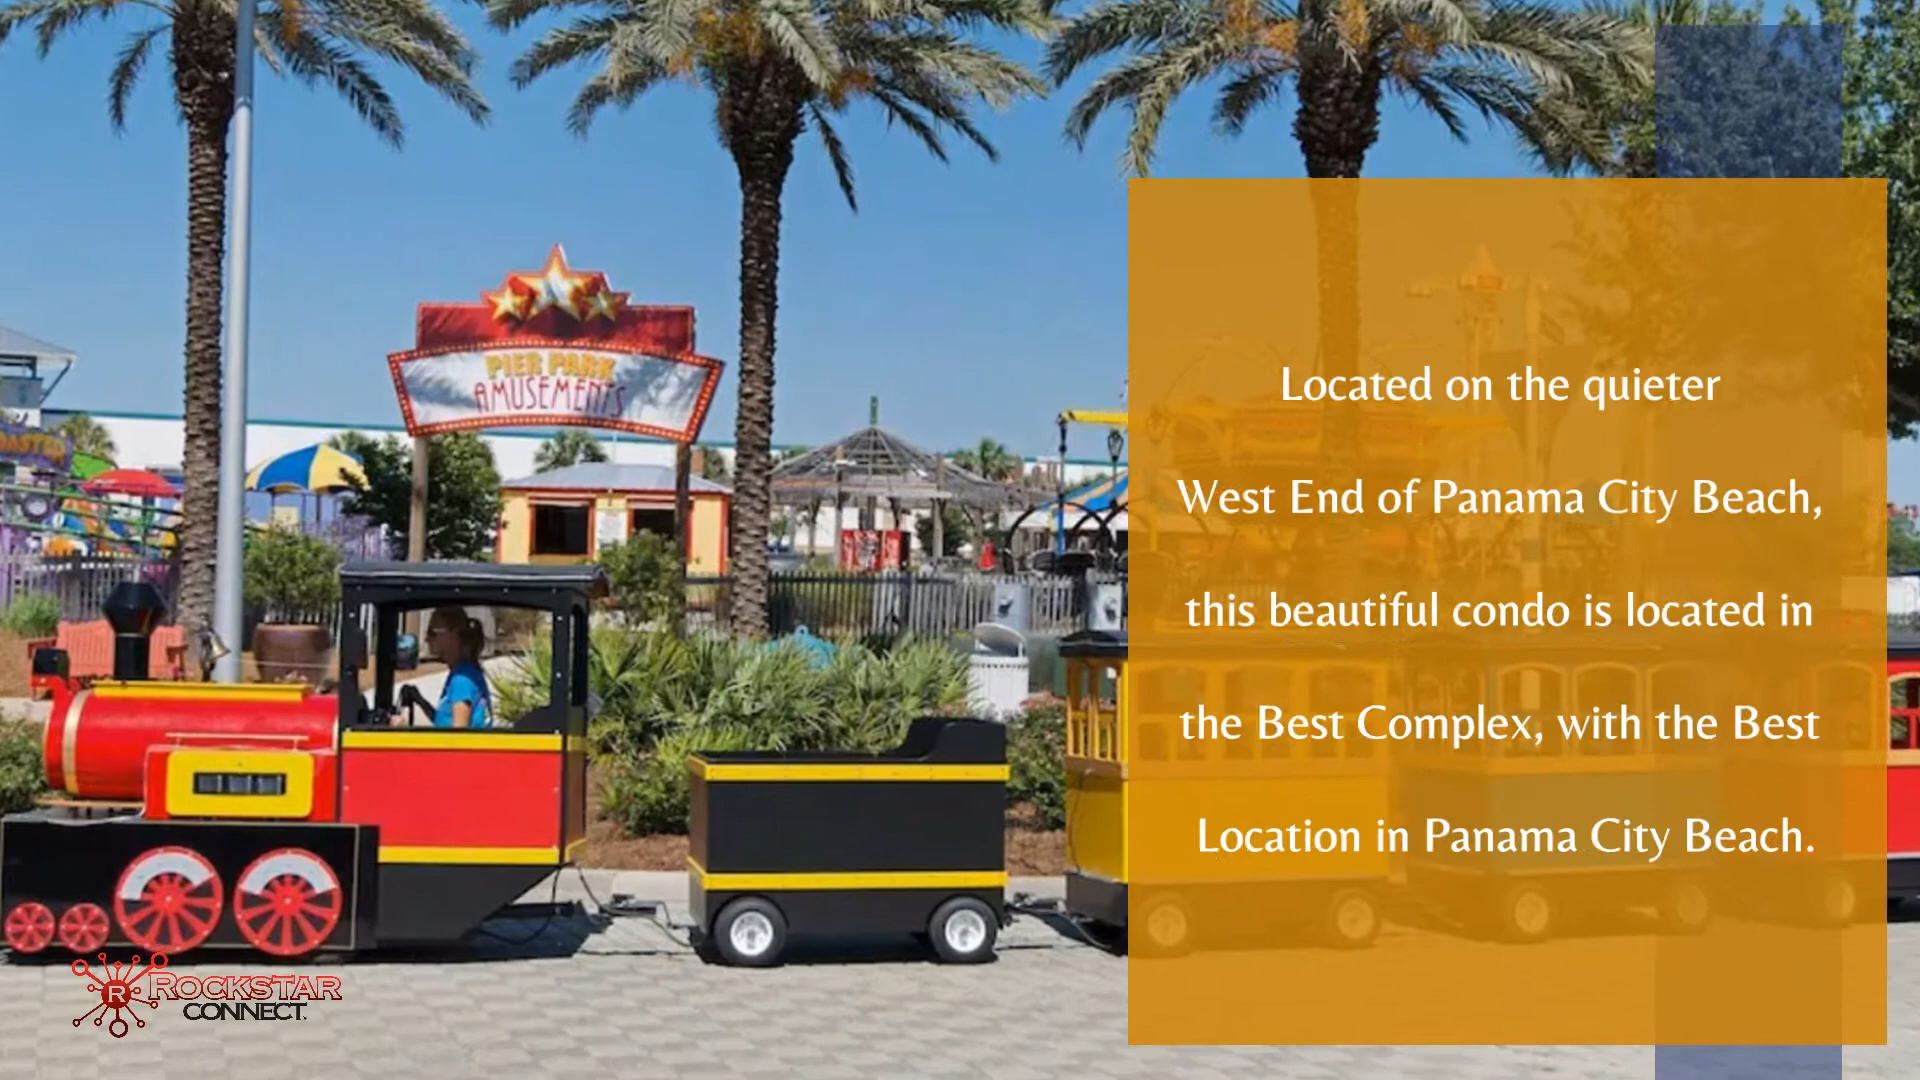 PIER PARK
AMUSEMENTS
COASTER
Located on the quieter
West End of Panama City Beach,
this beautiful condo is located in
the Best Complex, with the Best
Location in Panama City Beach.
R
ROCKSTAR
CONNECT.